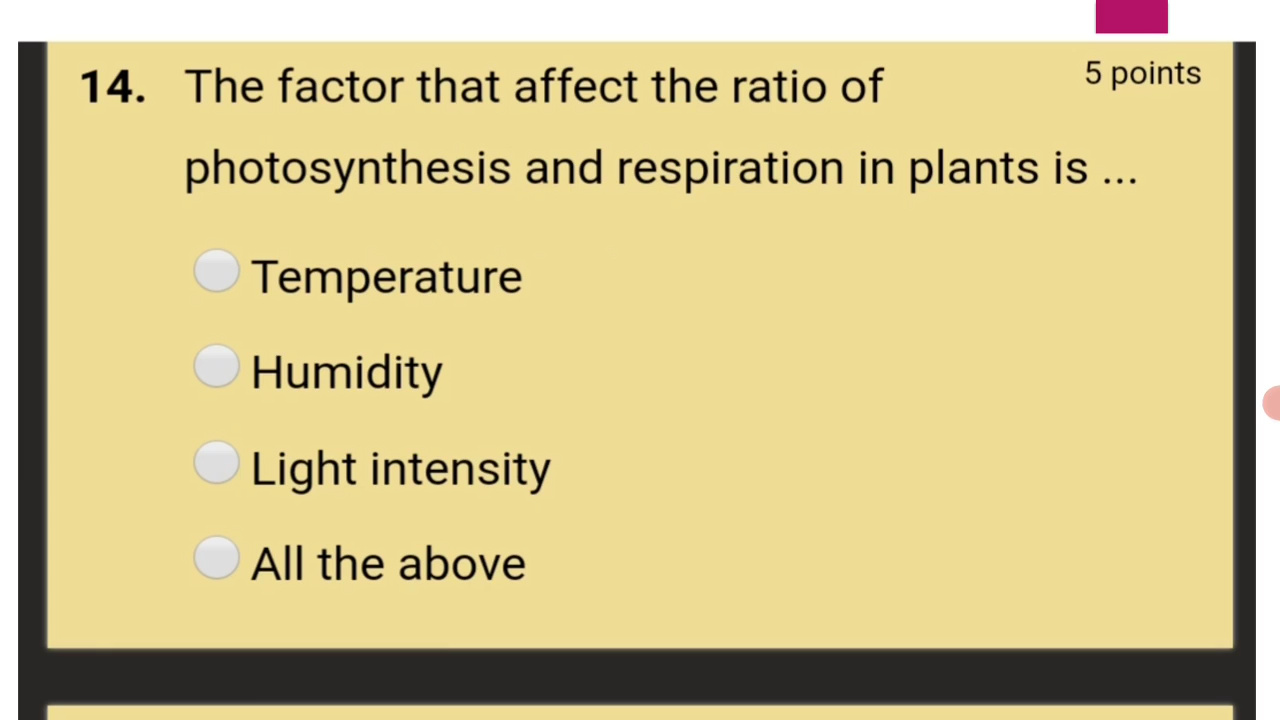 14. The factor that affect the ratio of 5 points
photosynthesis and respiration in plants is ...
Temperature
Humidity
Light intensity
All the above